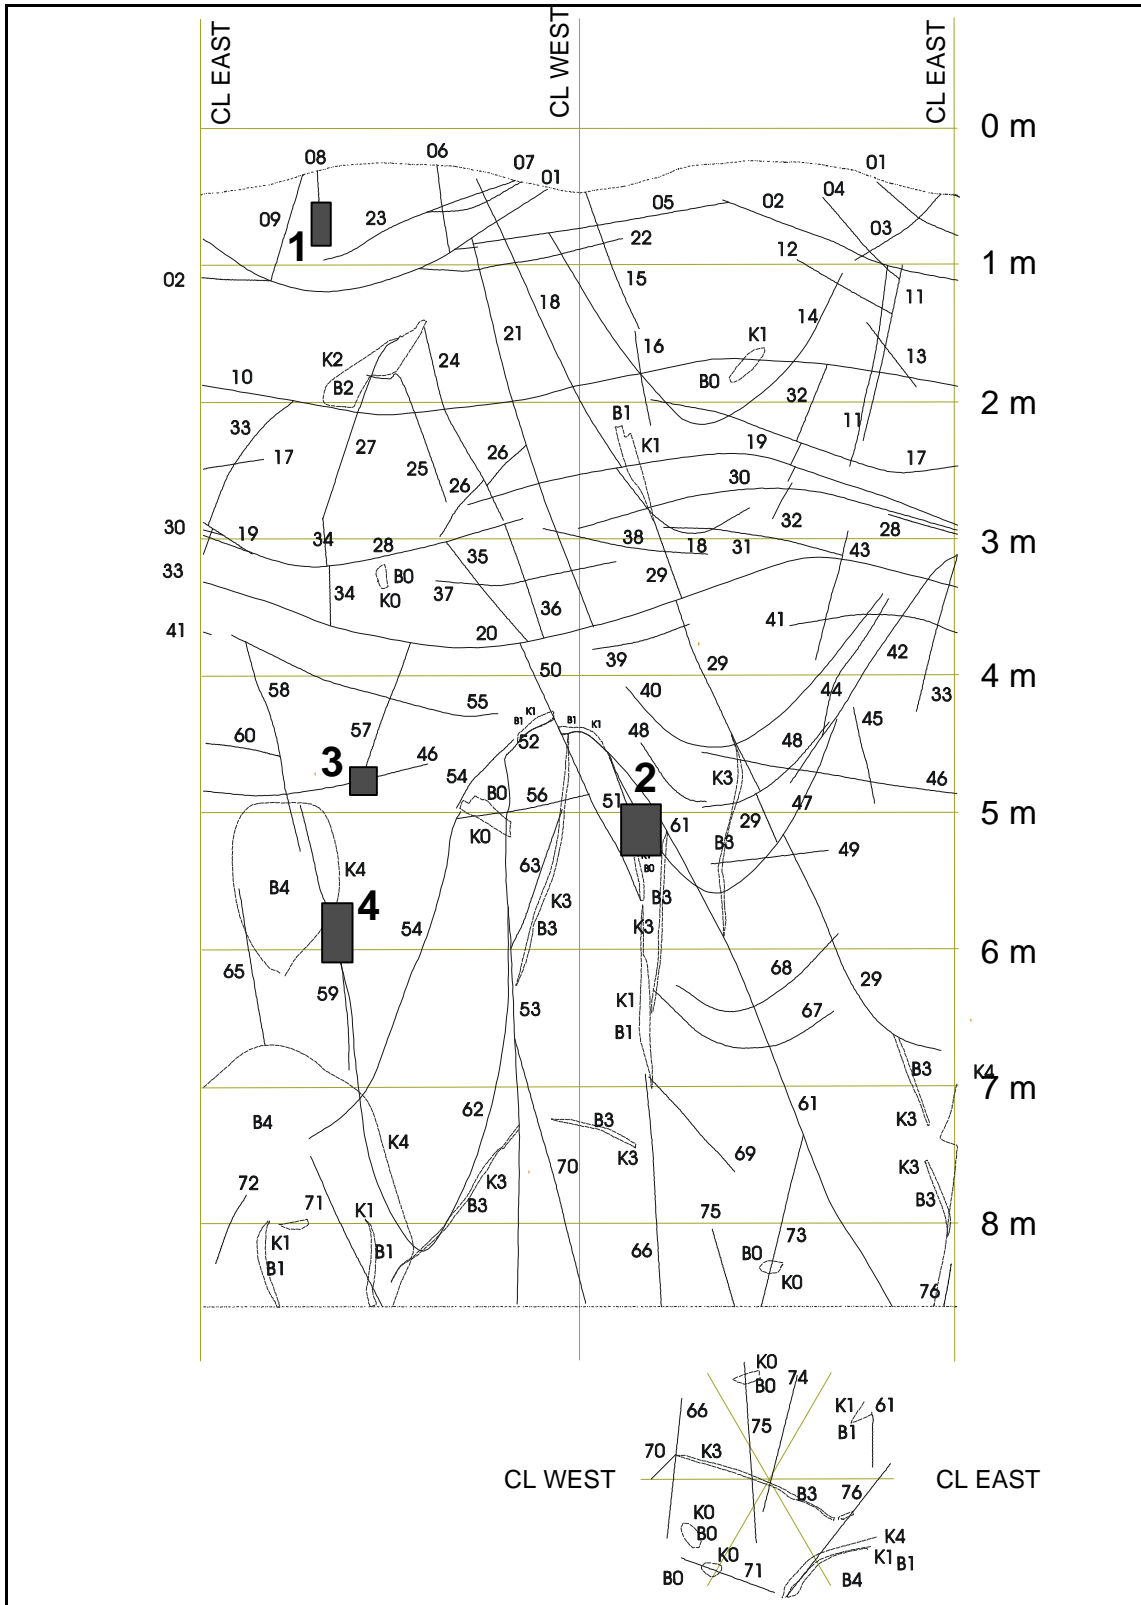 CL EAST CL WEST CL EAST
0 m
08 06 07 01 01
09 23 05 02 04
1 03
22 12
1 m
02 15 11
18 21 14
K2 24 16 K1 13
10 B2 B0
32
2 m
33 27 B1 K1 11
17 25 26 19 17
26 30
30 19 34 28 38 18 31 32 28
3 m
33 35 43
34 B0 K0 37 36 29
41 20 41
50 39 29 42
4 m
58 55 40 44 33
60 57 B1 K1 B1 K1 48 45
52 48
3 46 54 B0 56 2 K3 46
51 47
5 m
K0 61 29
63 B3 49
K4 B0
B4 K3 B3
4 54 B3 K3
6 m
65 59 68 29
53 K1 67
B1
B3 K4
7 m
B4 62 61
K4 B3 K3 K3
72 70 69 K3
71 K1 K3 B3 75 B3
8 m
K1 B1 66 B0 73
B1 K0 76
K0
B0 74
66 75 K1 61
B1
70 K3
CL WEST CL EAST
B3 76
K0
B0 K4
K0 K1 B1
B0 71 B4